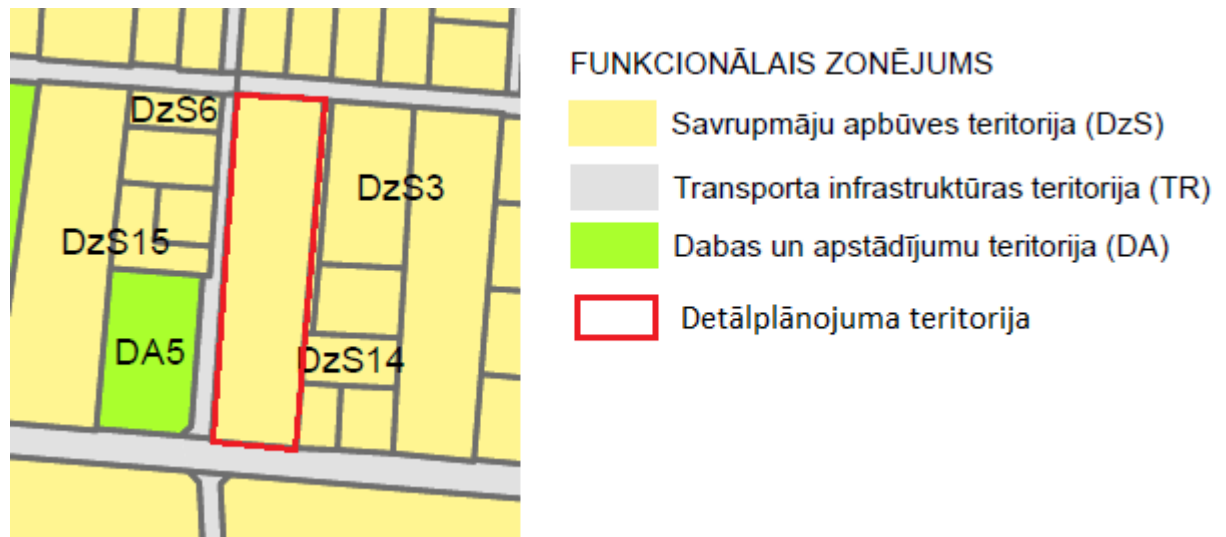 DzS6
DzS3
DzS15
DA5
DzS14
FUNKCIONĀLAIS ZONĒJUMS
Savrupmāju apbūves teritorija (DzS)
Transporta infrastruktūras teritorija (TR)
Dabas un apstādījumu teritorija (DA)
Detālplānojuma teritorija